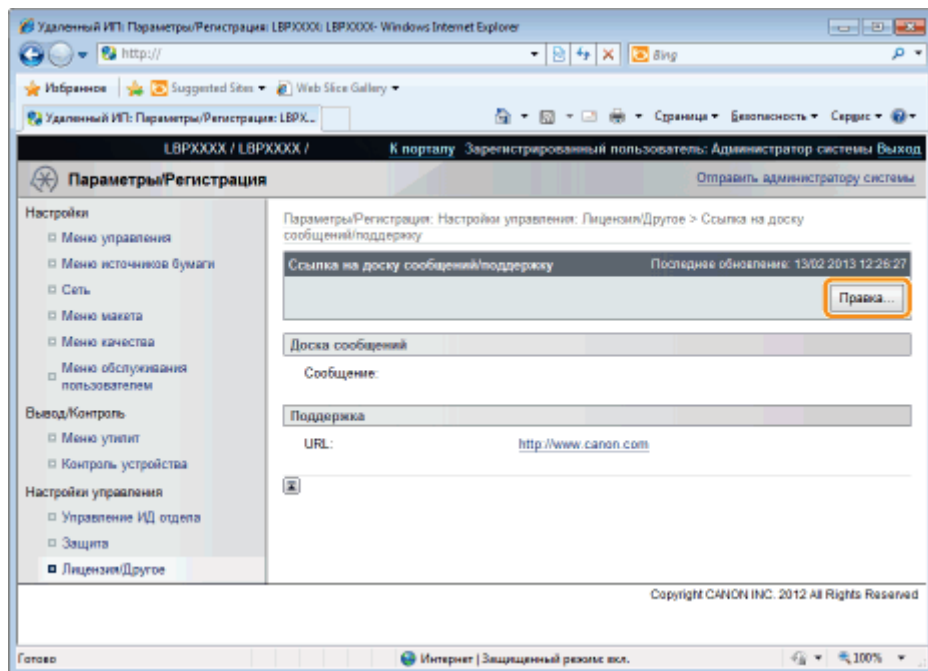 Удаленный ИП: Параметры/Регистрация: LBPXXXX: LBPXXXX- Windows Internet Explorer
http://
Bing
Избранное Suggested Sites Web Slice Gallery
Удаленный ИП: Параметры/Регистрация: LBPX...
Страница Безопасность Сервис
LBPXXXX / LBPXXXX / К порталу Зарегистрированный пользователь: Администратор системы Выход
Параметры/Регистрация Отправить администратору системы
Настройки
Меню управления
Меню источников бумаги
Сеть
Меню макета
Меню качества
Меню обслуживания
пользователем
Вывод/Контроль
Меню утилит
Контроль устройства
Настройки управления
Управление ИД отдела
Защита
Лицензия/Другое
Параметры/Регистрация: Настройки управления: Лицензия/Другое > Ссылка на доску
сообщений/поддержку
Ссылка на доску сообщений/поддержку Последнее обновление: 13/02 2013 12:26:27
Правка...
Доска сообщений
Сообщение:
Поддержка
URL: http://www.canon.com
Copyright CANON INC. 2012 All Rights Reserved
Готово Интернет | Защищенный режим: вкл. 100%